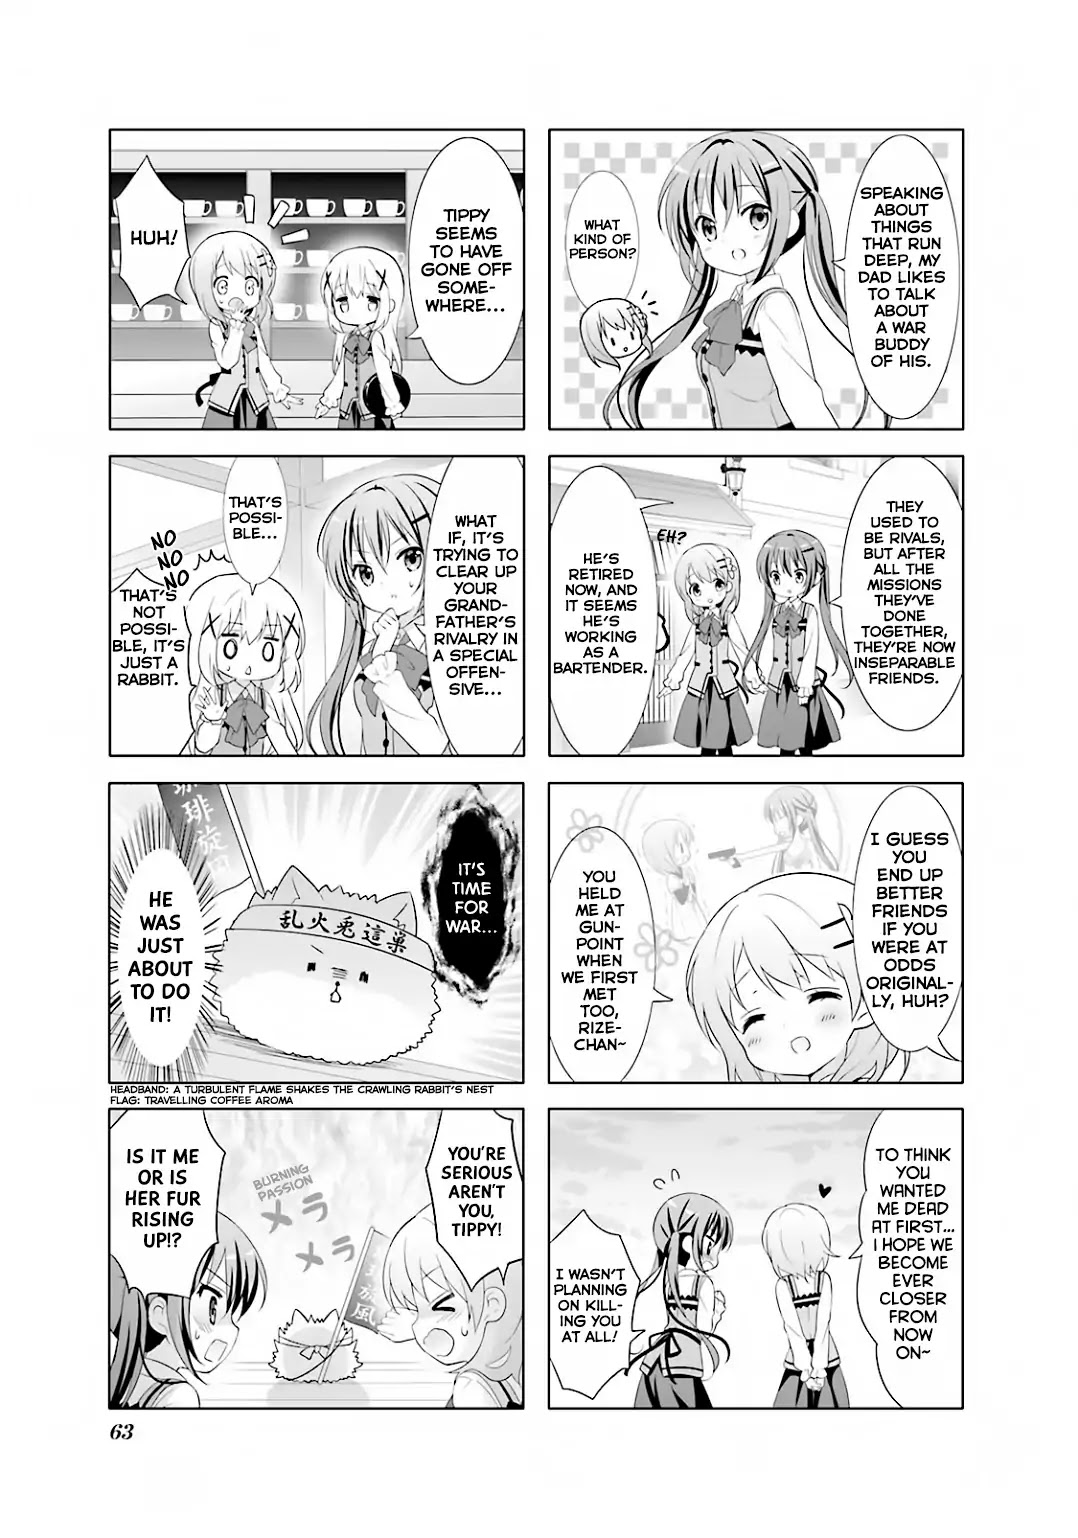 SPEAKING
ABOUT
THINGS
THAT RUN
DEEP, MY
DAD LIKES
TO TALK
ABOUT
A WAR
BUDDY
OF HIS.
WHAT
KIND OF
PERSON?
THEY
USED TO
BE RIVALS,
BUT AFTER
ALL THE
MISSIONS
THEY'VE
DONE
TOGETHER,
THEY'RE NOW
INSEPARABLE
FRIENDS.
EH?
HE'S
RETIRED
NOW, AND
IT SEEMS
HE'S
WORKING
AS A
BARTENDER.
I GUESS
YOU
END UP
BETTER
FRIENDS
IF YOU
WERE AT
ODDS
ORIGINAL-
LY, HUH?
YOU
HELD
ME AT
GUN-
POINT
WHEN
WE FIRST
MET
TOO,
RIZE-
CHAN~
TO THINK
YOU
WANTED
ME DEAD
AT FIRST...
I HOPE WE
BECOME
EVER
CLOSER
FROM
NOW
ON~
I WASN'T
PLANNING
ON KILL-
ING YOU
AT ALL!
TIPPY
SEEMS
TO HAVE
GONE OFF
SOME-
WHERE...
HUH!
WHAT
IF, IT'S
TRYING TO
CLEAR UP
YOUR
GRAND-
FATHER'S
RIVALRY IN
A SPECIAL
OFFEN-
SIVE...
THAT'S
POSSI-
BLE...
NO
NO
NO
THAT'S
NOT
POSSI-
BLE, IT'S
JUST A
RABBIT.
IT'S
TIME
FOR
WAR...
珈琲旋
乱火兎這巣
HE
WAS
JUST
ABOUT
TO DO
IT!
HEADBAND: A TURBULENT FLAME SHAKES THE CRAWLING RABBIT'S NEST
FLAG: TRAVELLING COFFEE AROMA
YOU'RE
SERIOUS
AREN'T
YOU,
TIPPY!
BURNING
PASSION
メラ
メラ
旋風
IS IT ME
OR IS
HER FUR
RISING
UP!?
63